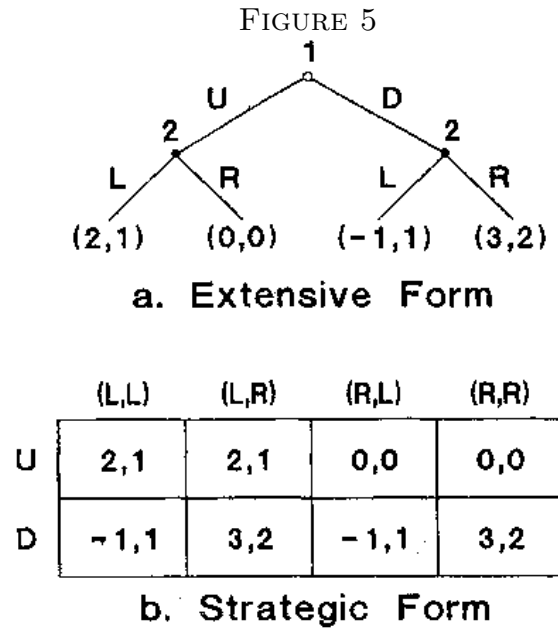 FIGURE 5
1
U D
2 2
L R L R
(2,1) (0,0) (-1,1) (3,2)
a. Extensive Form
(L,L) (L,R) (R,L) (R,R)
U 2,1 2,1 0,0 0,0
D -1,1 3,2 -1,1 3,2
b. Strategic Form